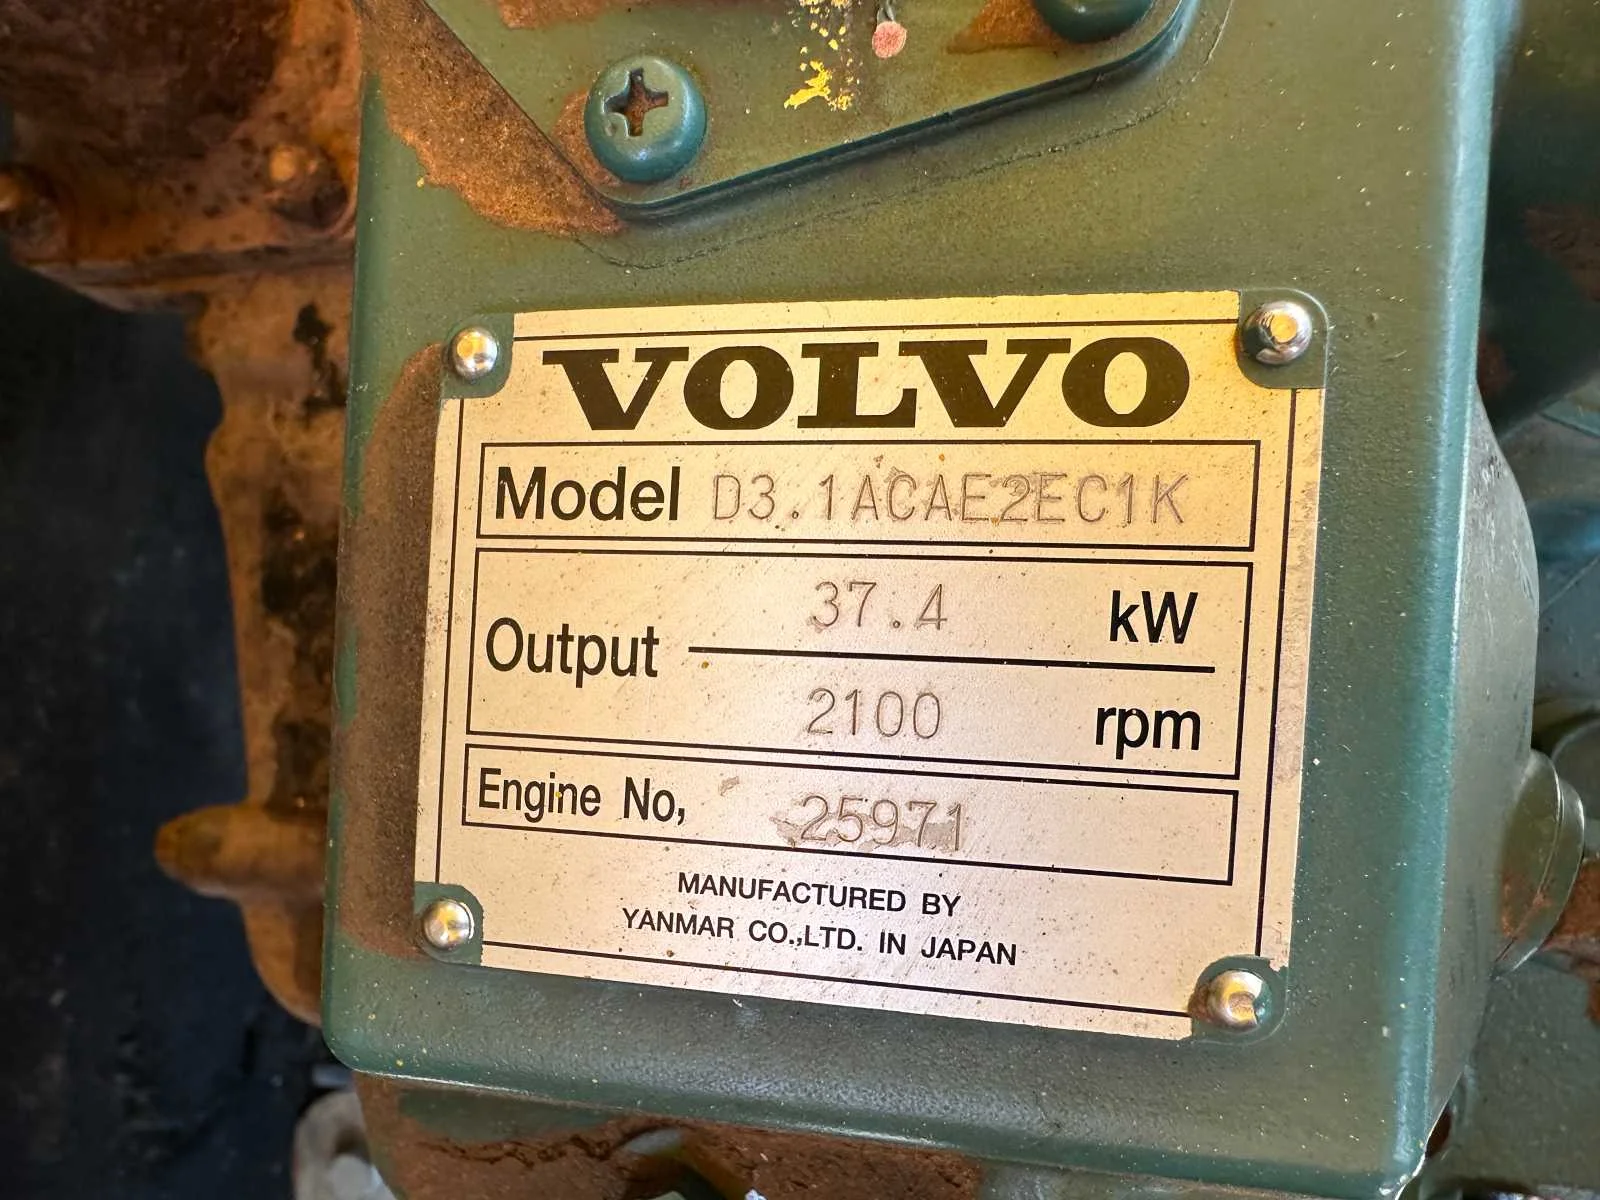 VOLVO
Model D3.1ACAE2ECIK
Output 37.4 kW
2100 rpm
Engine No, 25971
MANUFACTURED BY
YANMAR CO.,LTD. IN JAPAN